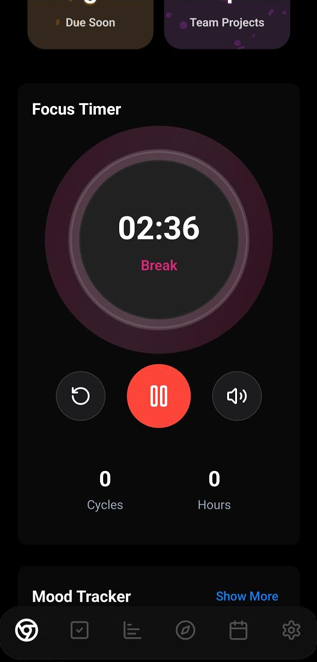 Due Soon
Team Projects
Focus Timer
02:36
Break
0
0
Cycles
Hours
Mood Tracker
Show More